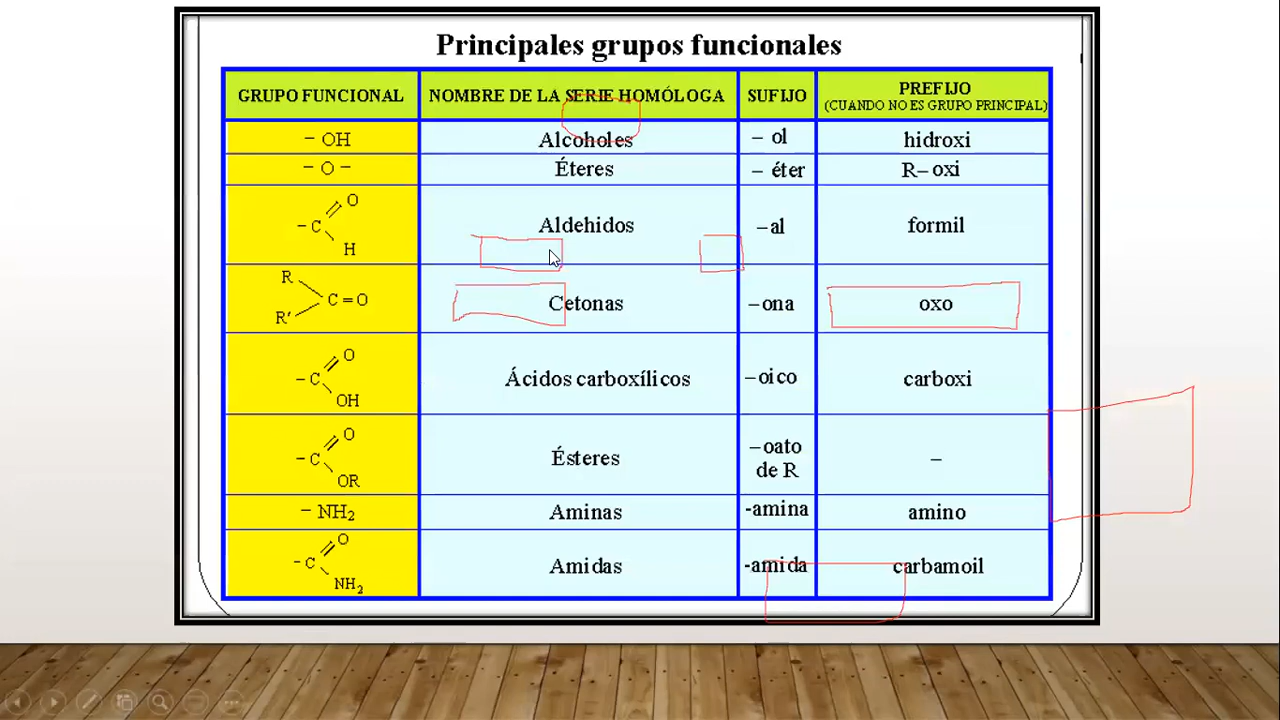 Principales grupos funcionales
GRUPO FUNCIONAL NOMBRE DE LA SERIE HOMÓLOGA SUFIJO PREFIJO
(CUANDO NO ES GRUPO PRINCIPAL)
– OH Alcoholes – ol hidroxi
– O – Éteres – éter R– oxi
O
– C Aldehidos –al formil
H
R
C = O Cetonas –ona oxo
R'
O
– C Ácidos carboxílicos –oico carboxi
OH
O
– C Ésteres –oato
de R –
OR
– NH2 Aminas -amina amino
O
– C Amidas -amida carbamoil
NH2